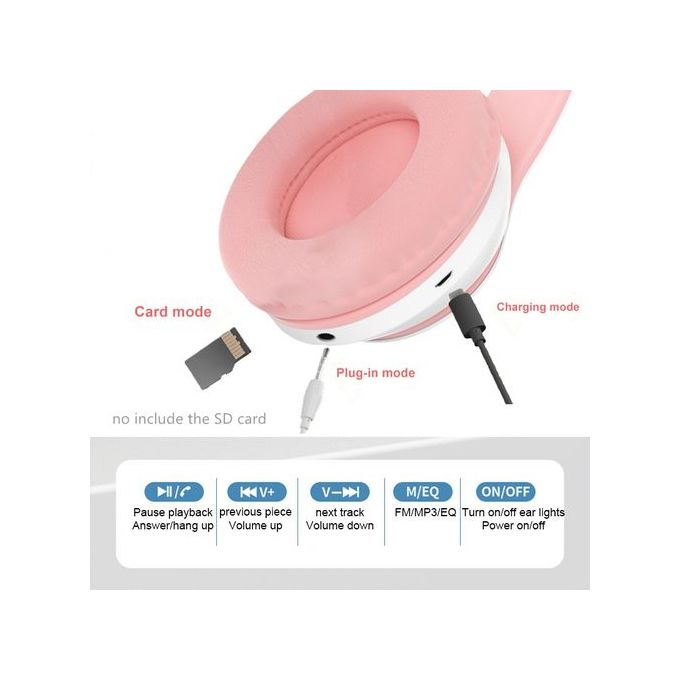 Card mode
Charging mode
Plug-in mode
no include the SD card
V+
V—
M/EQ
ON/OFF
Pause playback
Answer/hang up
previous piece
Volume up
next track
Volume down
FM/MP3/EQ
Turn on/off ear lights
Power on/off